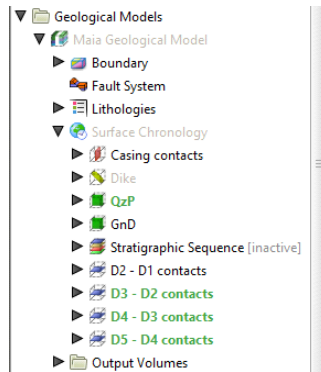 Geological Models
Maia Geological Model
Boundary
Fault System
Lithologies
Surface Chronology
Casing contacts
Dike
QzP
GnD
Stratigraphic Sequence [inactive]
D2 - D1 contacts
D3 - D2 contacts
D4 - D3 contacts
D5 - D4 contacts
Output Volumes